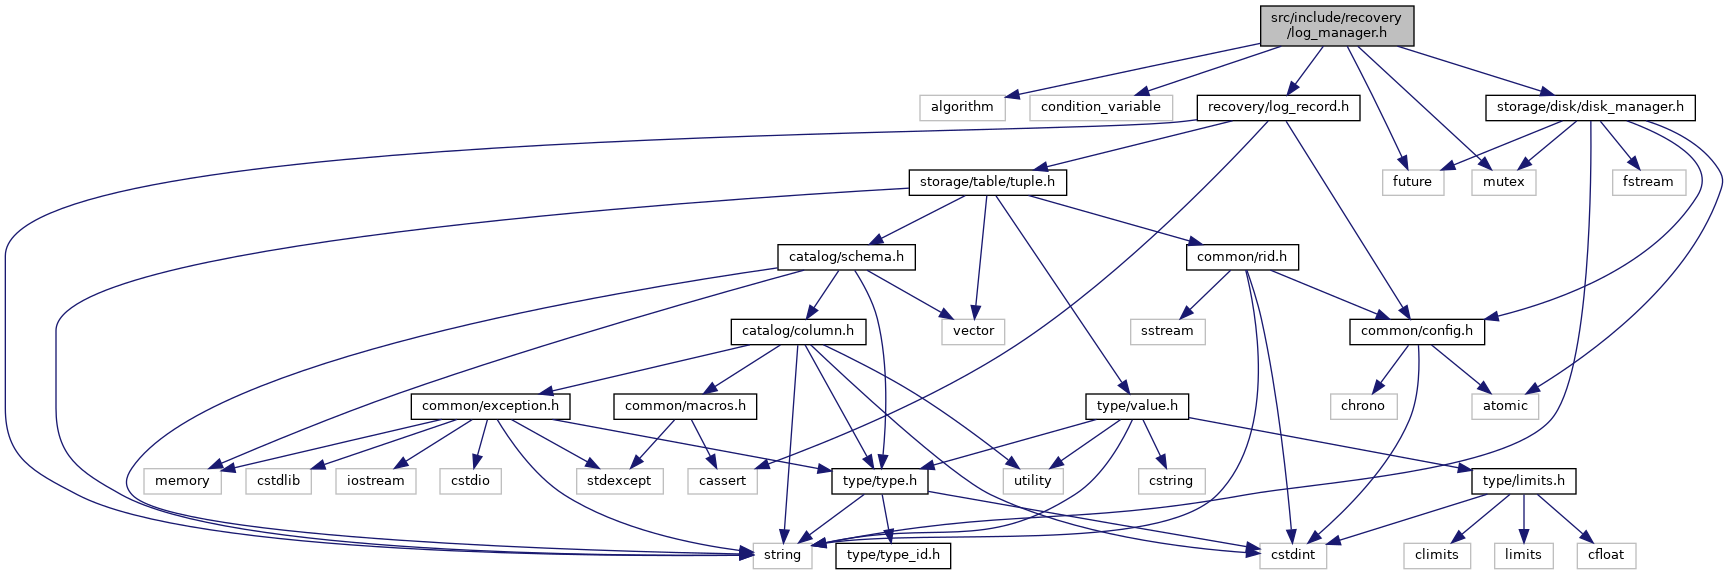 src/include/recovery
/log_manager.h
algorithm
condition_variable
recovery/log_record.h
storage/disk/disk_manager.h
storage/table/tuple.h
future
mutex
fstream
catalog/schema.h
common/rid.h
catalog/column.h
vector
sstream
common/config.h
common/exception.h
common/macros.h
type/value.h
chrono
atomic
memory
cstdlib
iostream
cstdio
stdexcept
cassert
type/type.h
utility
cstring
type/limits.h
string
type/type_id.h
cstdint
climits
limits
cfloat